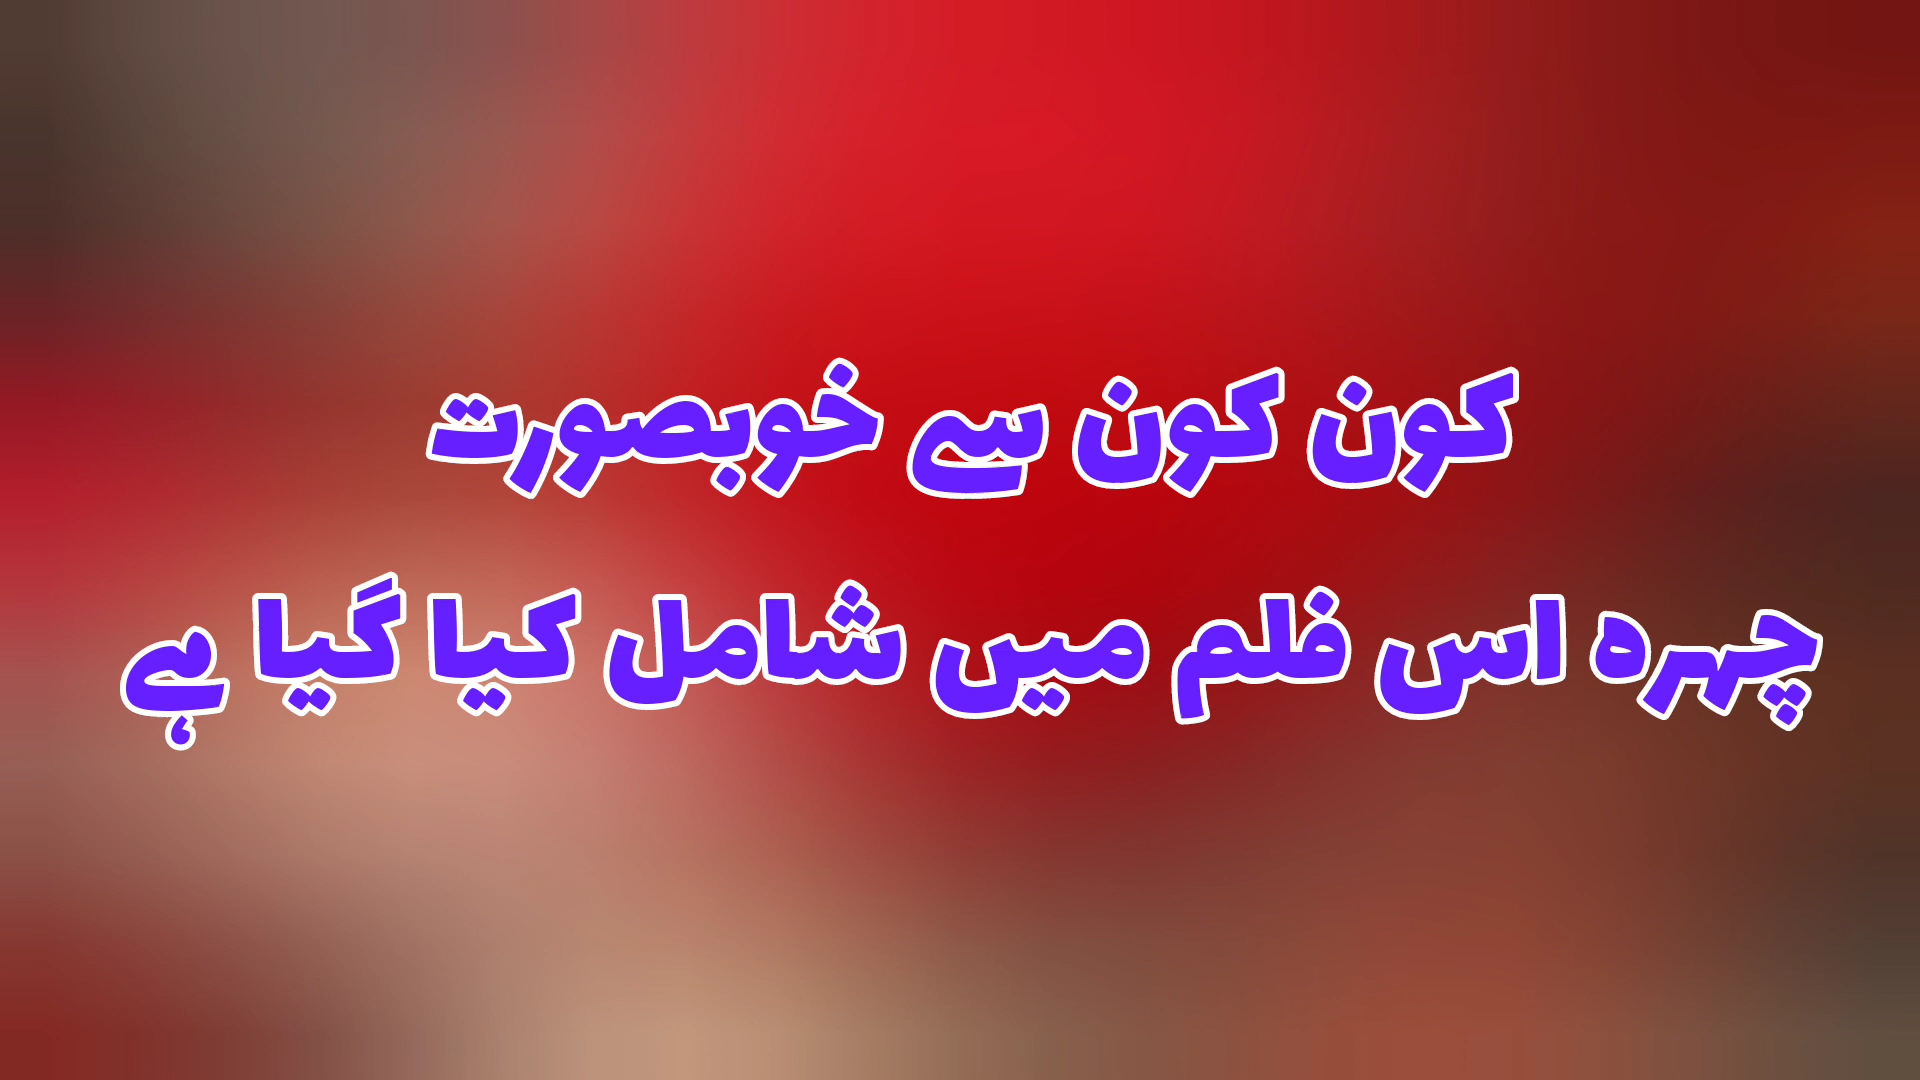 کون کون سے خوبصورت
چہرہ اس فلم میں شامل کیا گیا ہے